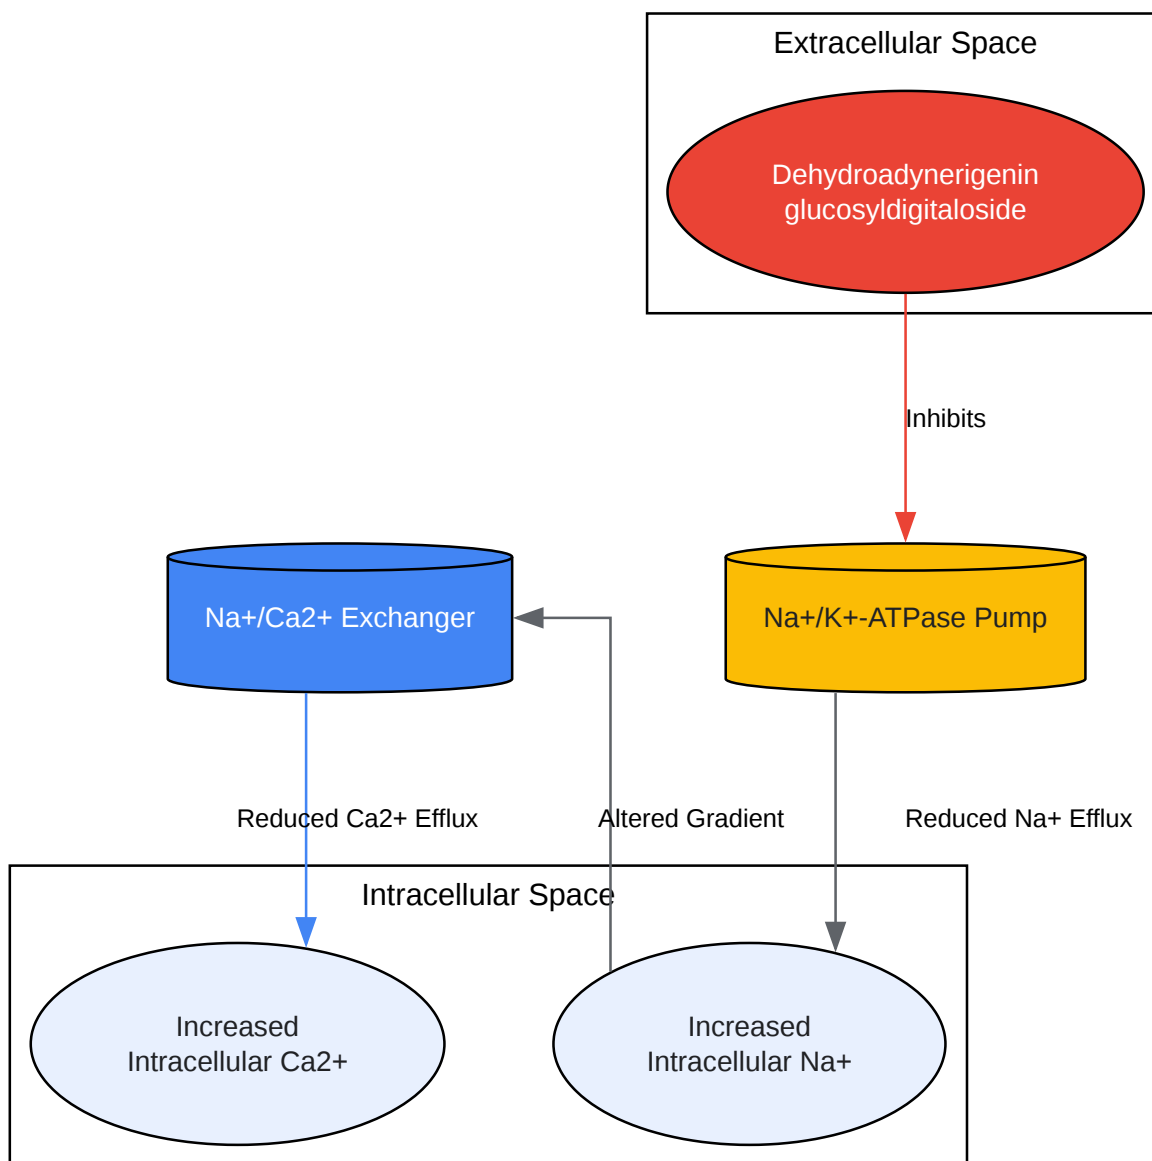 Extracellular Space
Dehydroadynerigenin
glucosyldigitaloside
Inhibits
Na+/Ca2+ Exchanger
Na+/K+-ATPase Pump
Reduced Ca2+ Efflux
Altered Gradient
Reduced Na+ Efflux
Intracellular Space
Increased
Intracellular Ca2+
Increased
Intracellular Na+